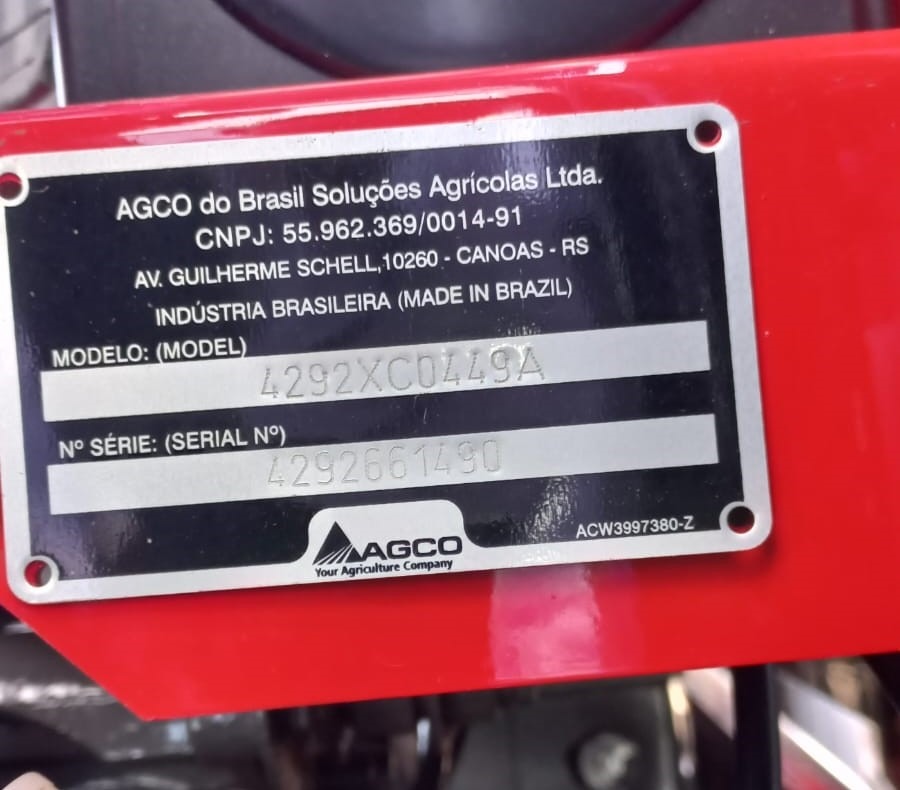 AGCO do Brasil Soluções Agrícolas Ltda.
CNPJ: 55.962.369/0014-91
AV. GUILHERME SCHELL,10260 - CANOAS - RS
INDÚSTRIA BRASILEIRA (MADE IN BRAZIL)
MODELO: (MODEL)
4292XC0449A
Nº SÉRIE: (SERIAL Nº)
4292661490
AGCO
Your Agriculture Company
ACW3997380-Z